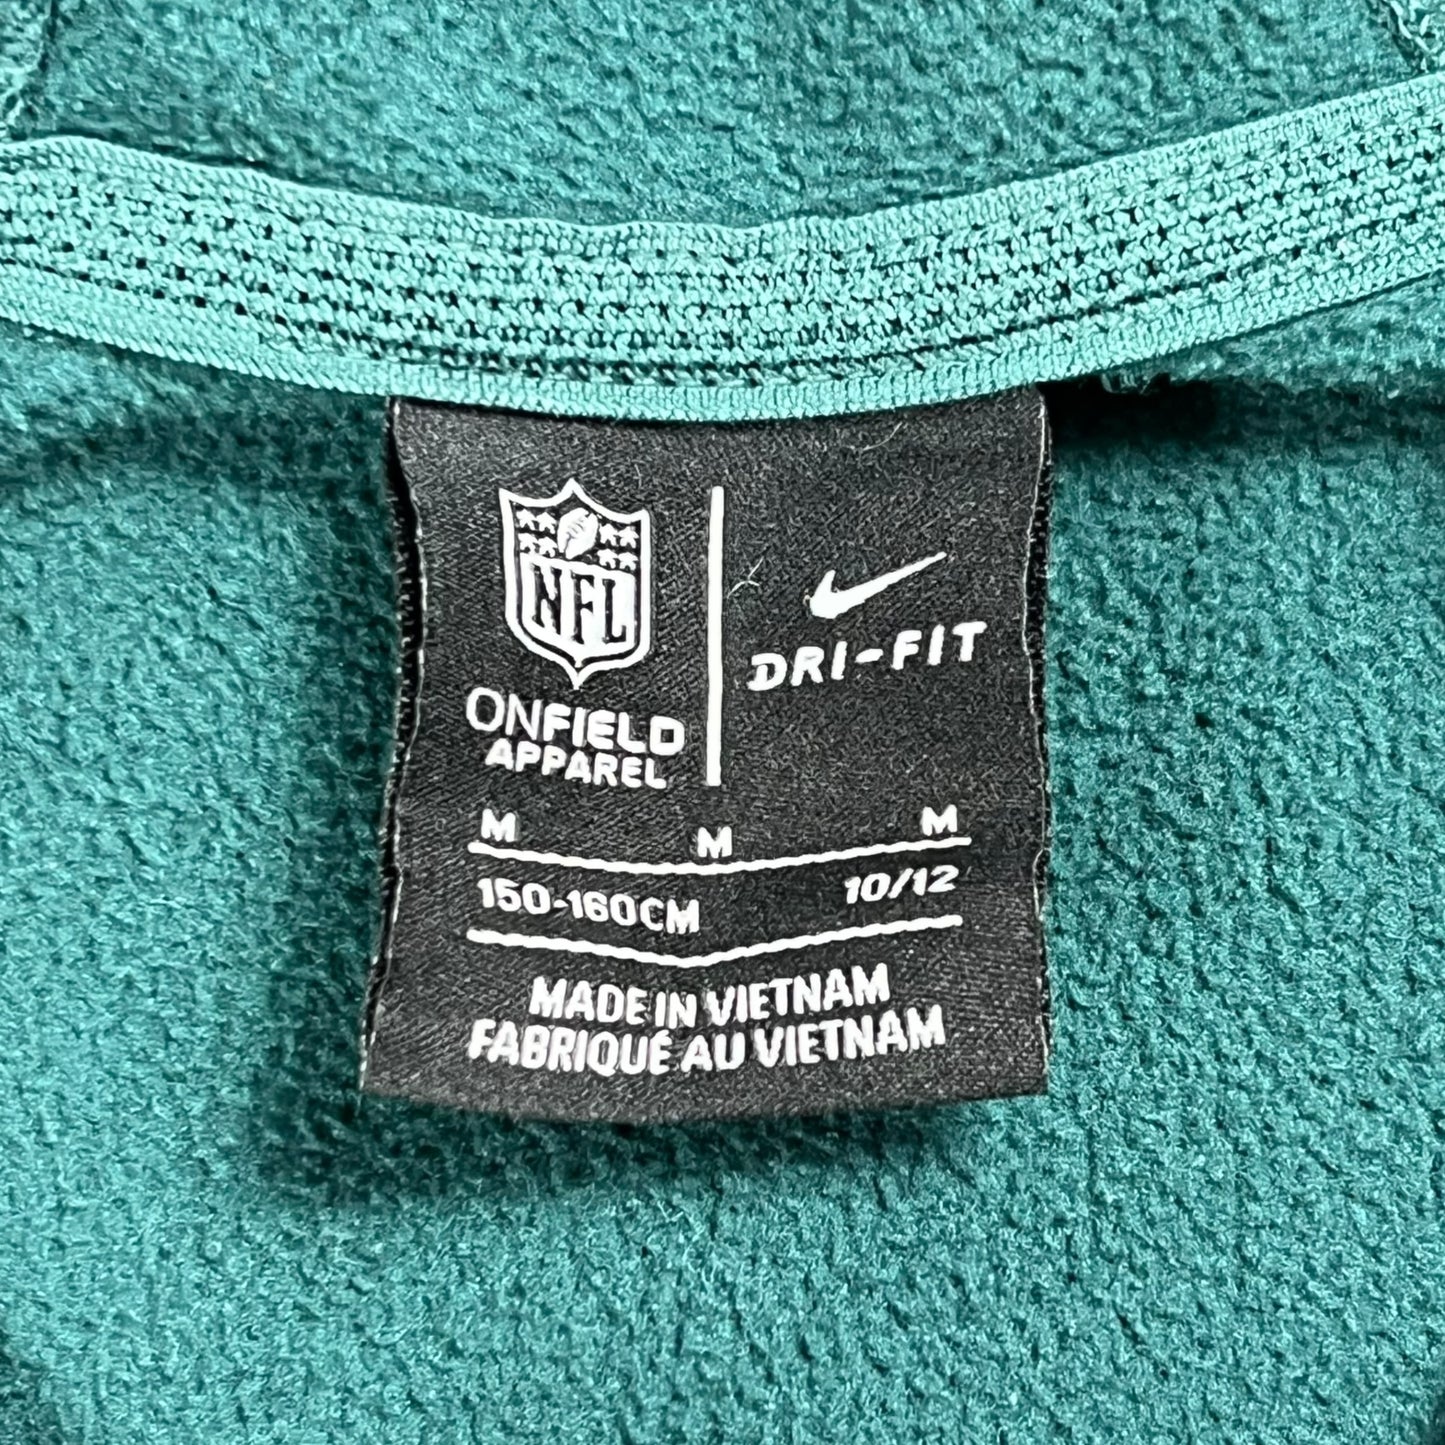 NFL
ONFIELD
APPAREL
DRI-FIT
M M M
150-160CM 10/12
MADE IN VIETNAM
FABRIQUÉ AU VIETNAM